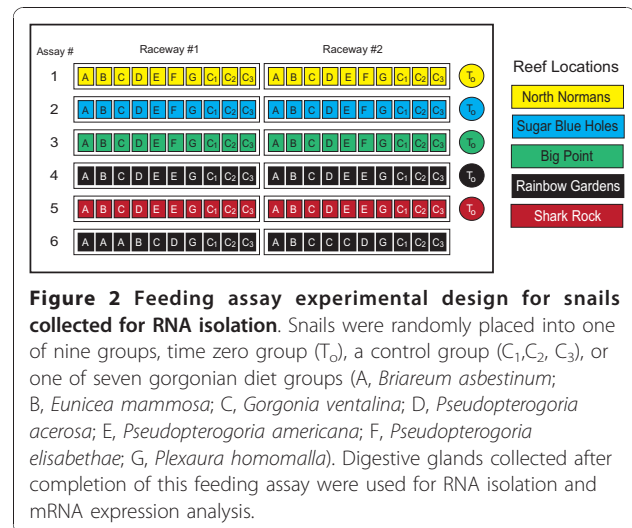 Assay # Raceway #1 Raceway #2
1 A B C D E F G C₁ C₂ C₃ A B C D E F G C₁ C₂ C₃ T₀
2 A B C D E F G C₁ C₂ C₃ A B C D E F G C₁ C₂ C₃ T₀
3 A B C D E F G C₁ C₂ C₃ A B C D E F G C₁ C₂ C₃ T₀
4 A B C D E E G C₁ C₂ C₃ A B C D E E G C₁ C₂ C₃ T₀
5 A B C D E E G C₁ C₂ C₃ A B C D E E G C₁ C₂ C₃ T₀
6 A A A B C D G C₁ C₂ C₃ A B C C C D G C₁ C₂ C₃
Reef Locations
North Normans
Sugar Blue Holes
Big Point
Rainbow Gardens
Shark Rock
Figure 2 Feeding assay experimental design for snails
collected for RNA isolation. Snails were randomly placed into one
of nine groups, time zero group (T₀), a control group (C₁,C₂, C₃), or
one of seven gorgonian diet groups (A, Briareum asbestinum;
B, Eunicea mammosa; C, Gorgonia ventalina; D, Pseudopterogoria
acerosa; E, Pseudopterogoria americana; F, Pseudopterogoria
elisabethae; G, Plexaura homomalla). Digestive glands collected after
completion of this feeding assay were used for RNA isolation and
mRNA expression analysis.